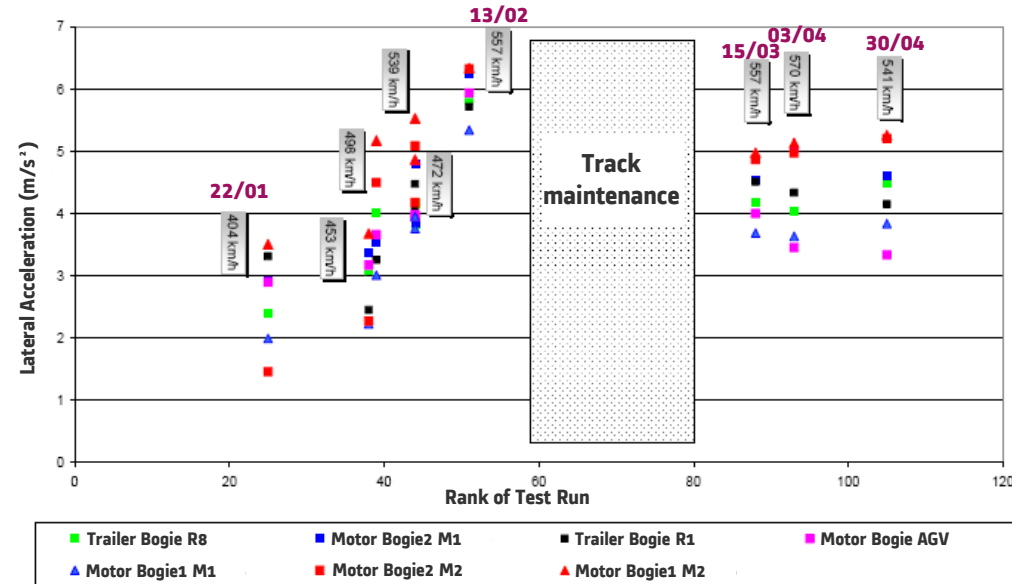 13/02
7
557 km/h
539 km/h
15/03
03/04
30/04
557 km/h
570 km/h
541 km/h
6
5
498 km/h
472 km/h
Track
maintenance
22/01
4
404 km/h
453 km/h
3
2
1
0
Lateral Acceleration (m/s²)
0 20 40 60 80 100 120
Rank of Test Run
Trailer Bogie R8 Motor Bogie2 M1 Trailer Bogie R1 Motor Bogie AGV
Motor Bogie1 M1 Motor Bogie2 M2 Motor Bogie1 M2